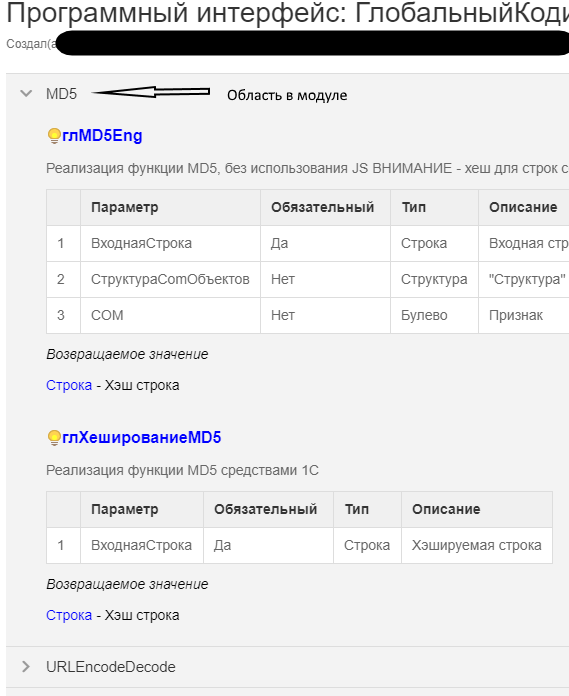 Программный интерфейс: ГлобальныйКоди
Создал(а
MD5 Область в модуле
глMD5Eng
Реализация функции MD5, без использования JS ВНИМАНИЕ - хеш для строк с
Параметр Обязательный Тип Описание
1 ВходнаяСтрока Да Строка Входная стр
2 СтруктураComОбъектов Нет Структура "Структура"
3 COM Нет Булево Признак
Возвращаемое значение
Строка - Хэш строка
глХешированиеMD5
Реализация функции MD5 средствами 1С
Параметр Обязательный Тип Описание
1 ВходнаяСтрока Да Строка Хэшируемая строка
Возвращаемое значение
Строка - Хэш строка
URLEncodeDecode